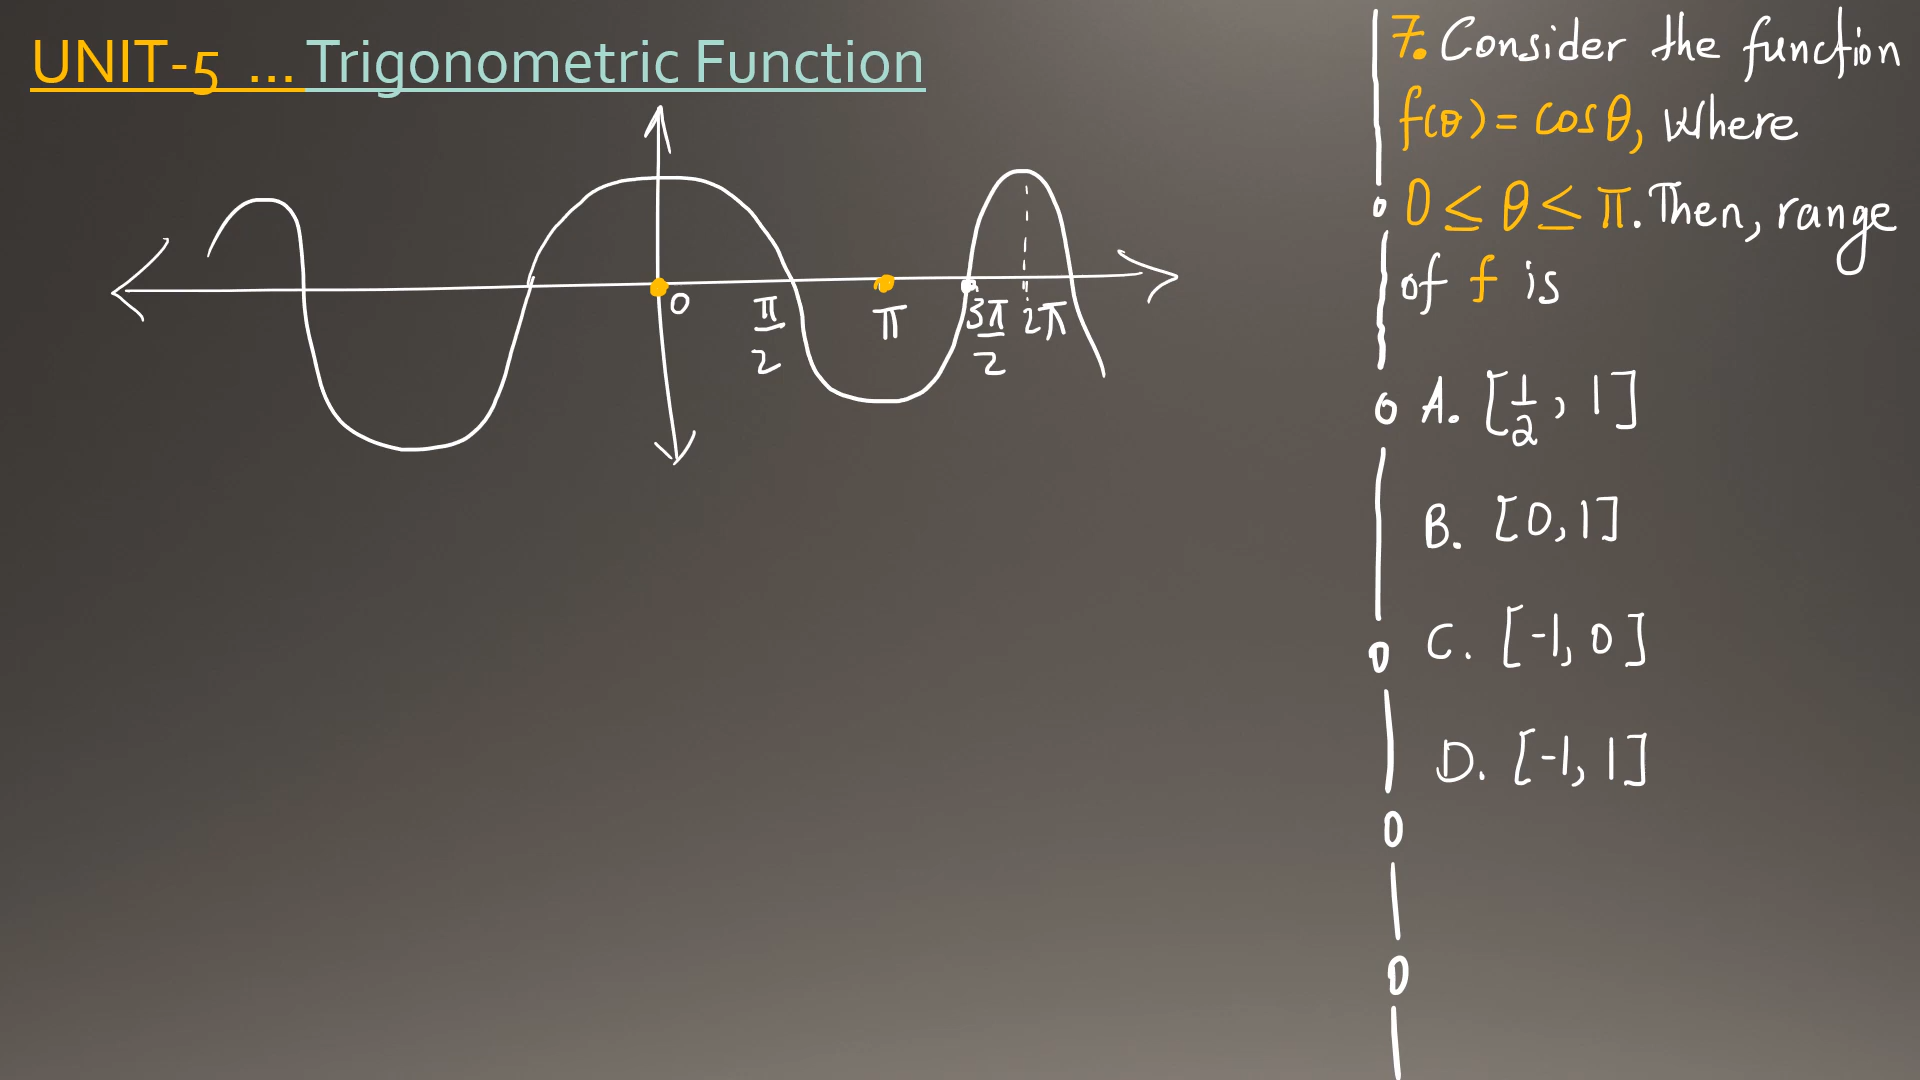 UNIT-5 ... Trigonometric Function
0
π/2
π
3π/2
2π
7. Consider the function
f(θ) = cosθ, where
0 ≤ θ ≤ π. Then, range
of f is
A. [1/2, 1]
B. [0, 1]
C. [-1, 0]
D. [-1, 1]